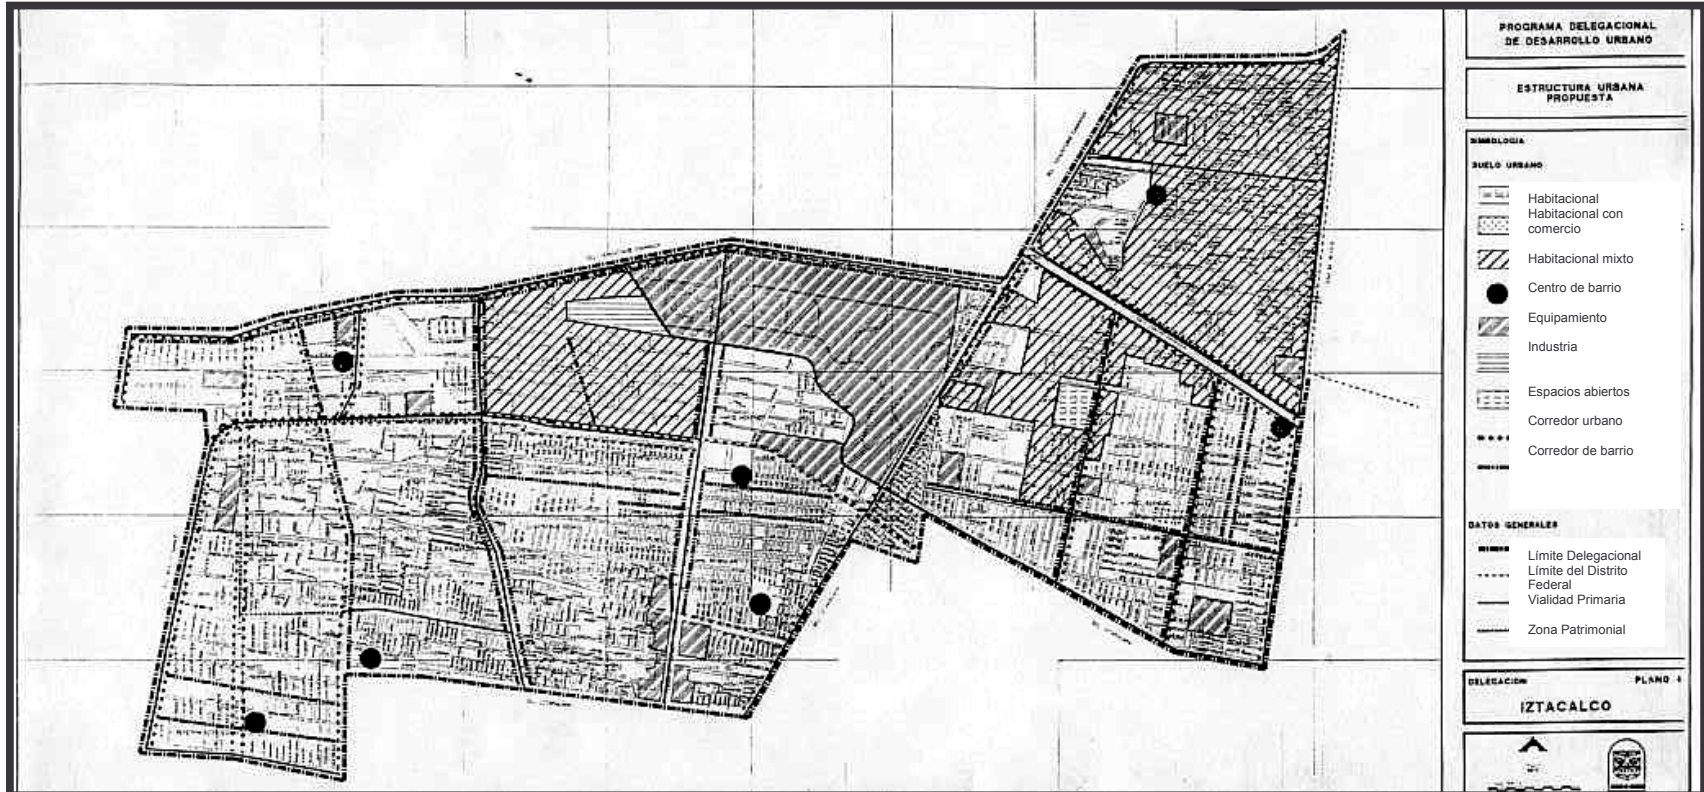 PROGRAMA DELEGACIONAL
DE DESARROLLO URBANO
ESTRUCTURA URBANA
PROPUESTA
SIMBOLOGIA
SUELO URBANO
Habitacional
Habitacional con
comercio
Habitacional mixto
Centro de barrio
Equipamiento
Industria
Espacios abiertos
Corredor urbano
Corredor de barrio
DATOS GENERALES
Límite Delegacional
Límite del Distrito
Federal
Vialidad Primaria
Zona Patrimonial
DELEGACION PLANO 4
IZTACALCO